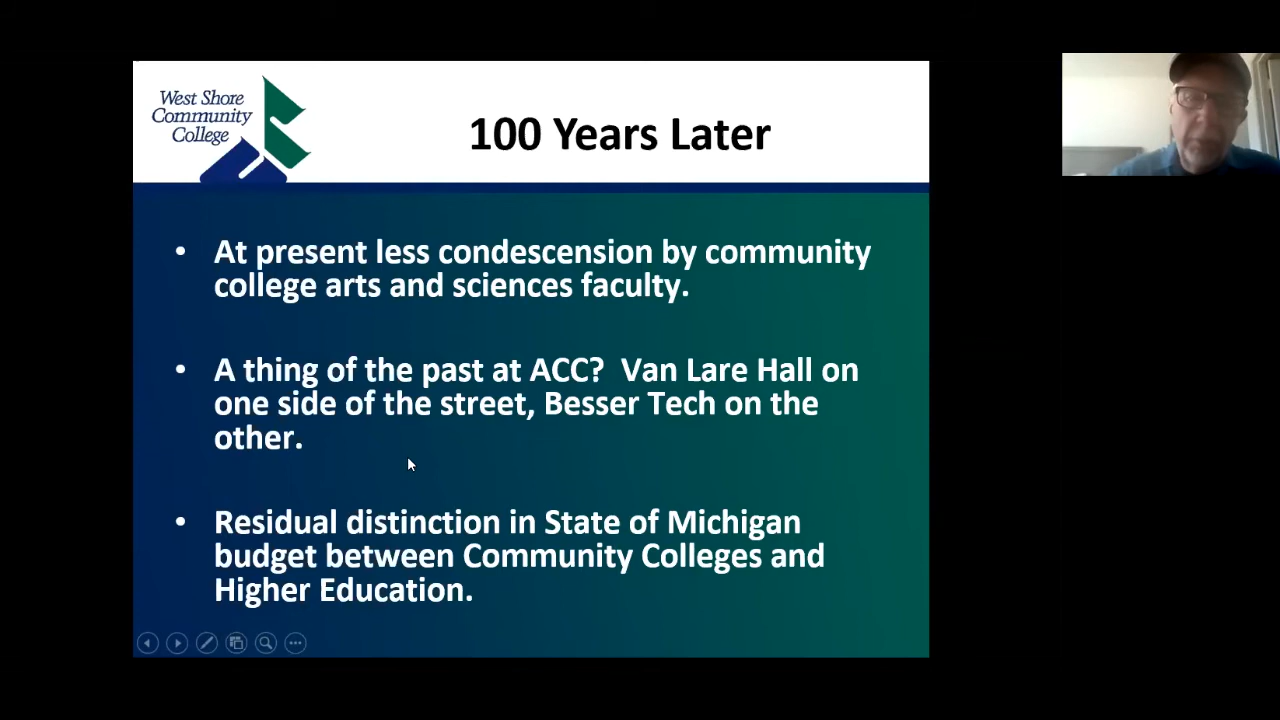 West Shore
Community
College
100 Years Later
• At present less condescension by community
college arts and sciences faculty.
• A thing of the past at ACC?  Van Lare Hall on
one side of the street, Besser Tech on the
other.
• Residual distinction in State of Michigan
budget between Community Colleges and
Higher Education.